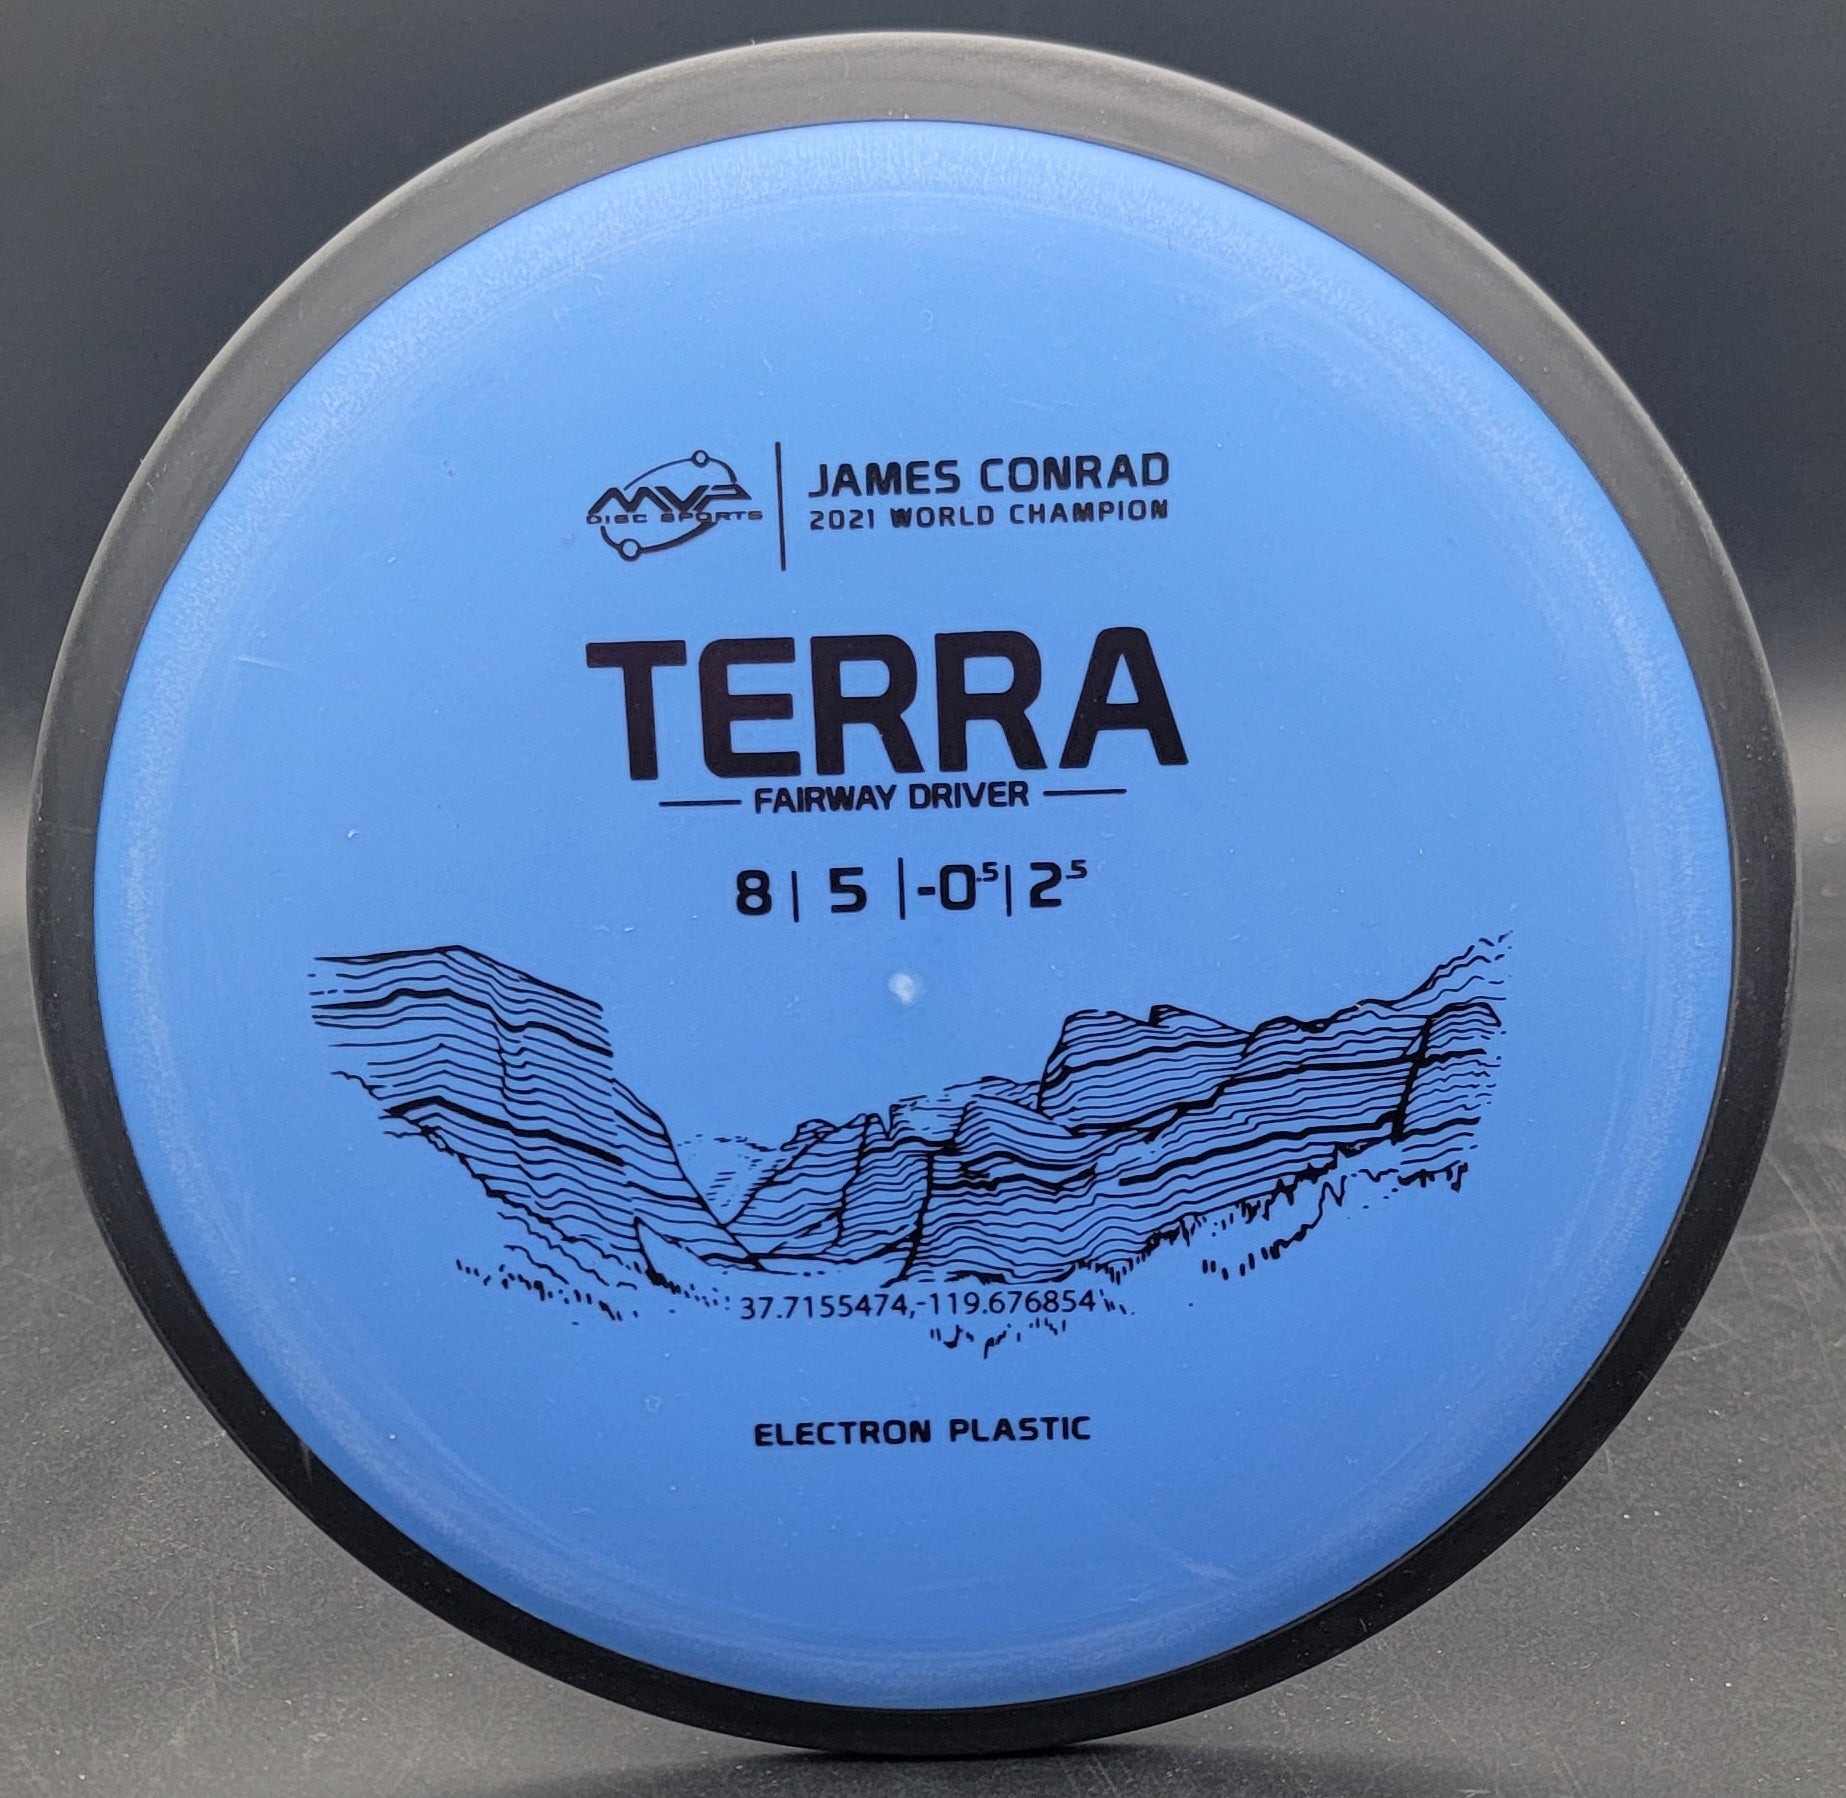 MVP
DISC SPORTS
JAMES CONRAD
2021 WORLD CHAMPION
TERRA
FAIRWAY DRIVER
8 | 5 | -0.5 | 2.5
37.7155474,-119.676854
ELECTRON PLASTIC